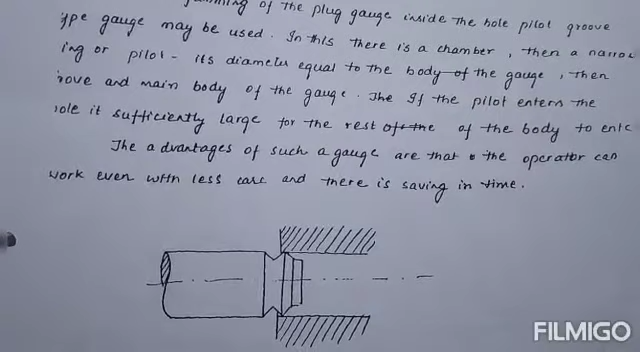 of the plug gauge inside the hole pilot groove
ype gauge may be used. In this there is a chamber, then a narrow
ing or pilot - its diameter equal to the body of the gauge, then
rove and main body of the gauge. The If the pilot enters the
ole it sufficiently large for the rest of the of the body to ente
The advantages of such a gauge are that the operator can
work even with less care and there is saving in time.
FILMIGO